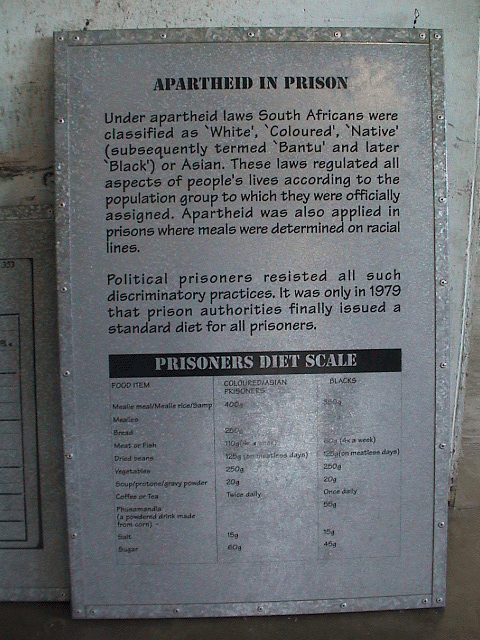 APARTHEID IN PRISON
Under apartheid laws South Africans were
classified as `White', `Coloured', `Native'
(subsequently termed `Bantu' and later
`Black') or Asian. These laws regulated all
aspects of people's lives according to the
population group to which they were officially
assigned. Apartheid was also applied in
prisons where meals were determined on racial
lines.
Political prisoners resisted all such
discriminatory practices. It was only in 1979
that prison authorities finally issued a
standard diet for all prisoners.
PRISONERS DIET SCALE
FOOD ITEM COLOURED/ASIAN PRISONERS BLACKS
Mealie meal/Mealie rice/Samp 400g
Mealies
Bread 250g
Meat or Fish 110g (4x a week) 60g (4x a week)
Dried beans 125g (on meatless days) 125g (on meatless days)
Vegetables 250g 250g
Soup/protone/gravy powder 20g 20g
Coffee or Tea Twice daily Once daily
Phuzamandla 50g
(a powdered drink made
from corn)
Salt 15g 15g
Sugar 60g 45g